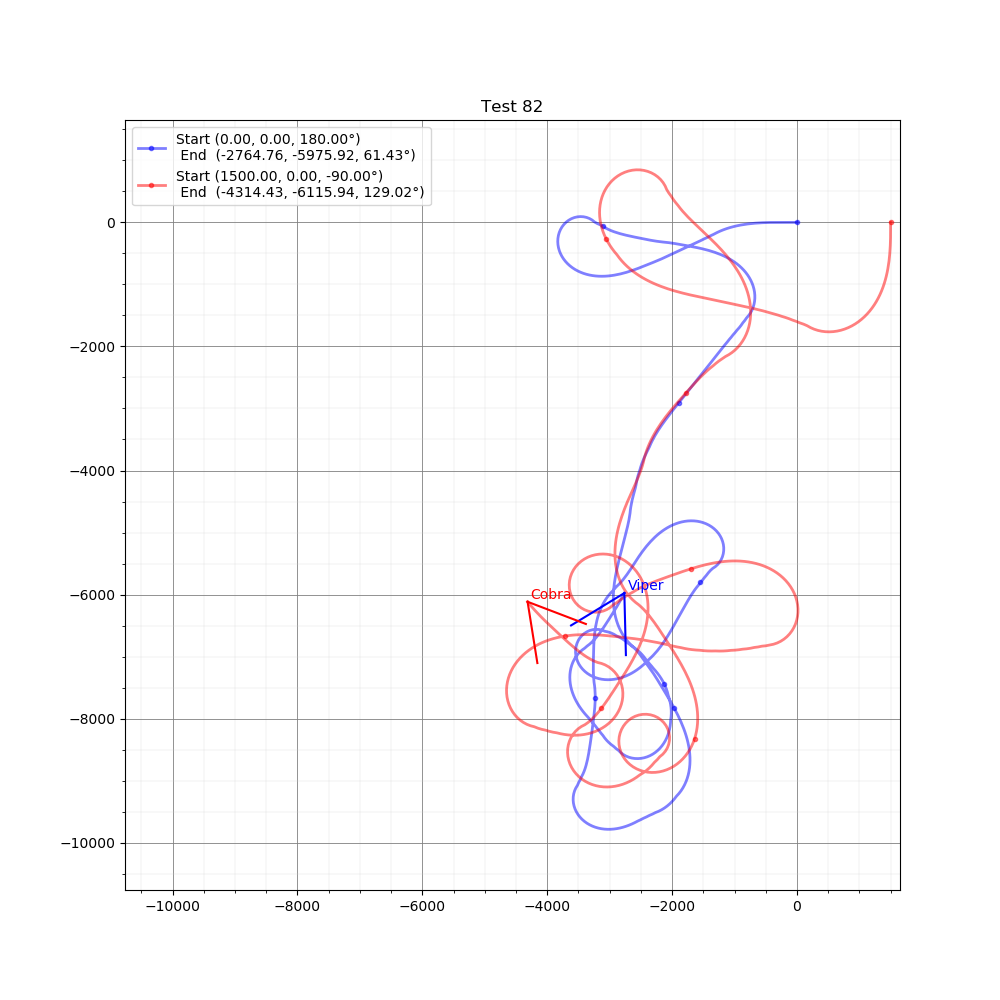 Test 82
Start (0.00, 0.00, 180.00°)
End (-2764.76, -5975.92, 61.43°)
Start (1500.00, 0.00, -90.00°)
End (-4314.43, -6115.94, 129.02°)
0
−2000
−4000
−6000
−8000
−10000
Cobra
Viper
−10000 −8000 −6000 −4000 −2000 0